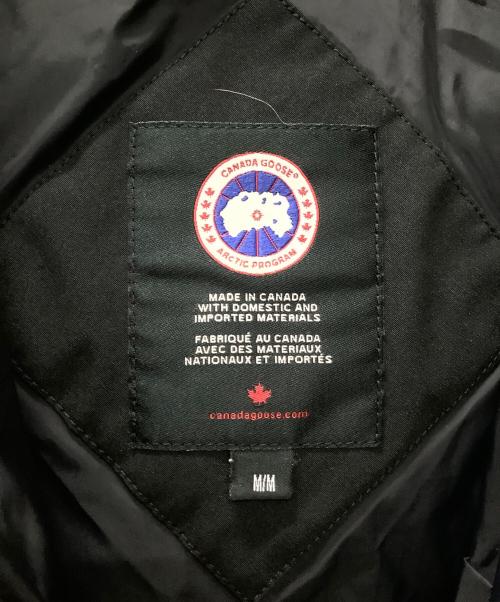 CANADA GOOSE®
ARCTIC PROGRAM
MADE IN CANADA
WITH DOMESTIC AND
IMPORTED MATERIALS
FABRIQUÉ AU CANADA
AVEC DES MATERIAUX
NATIONAUX ET IMPORTÉS
canadagoose.com
M/M